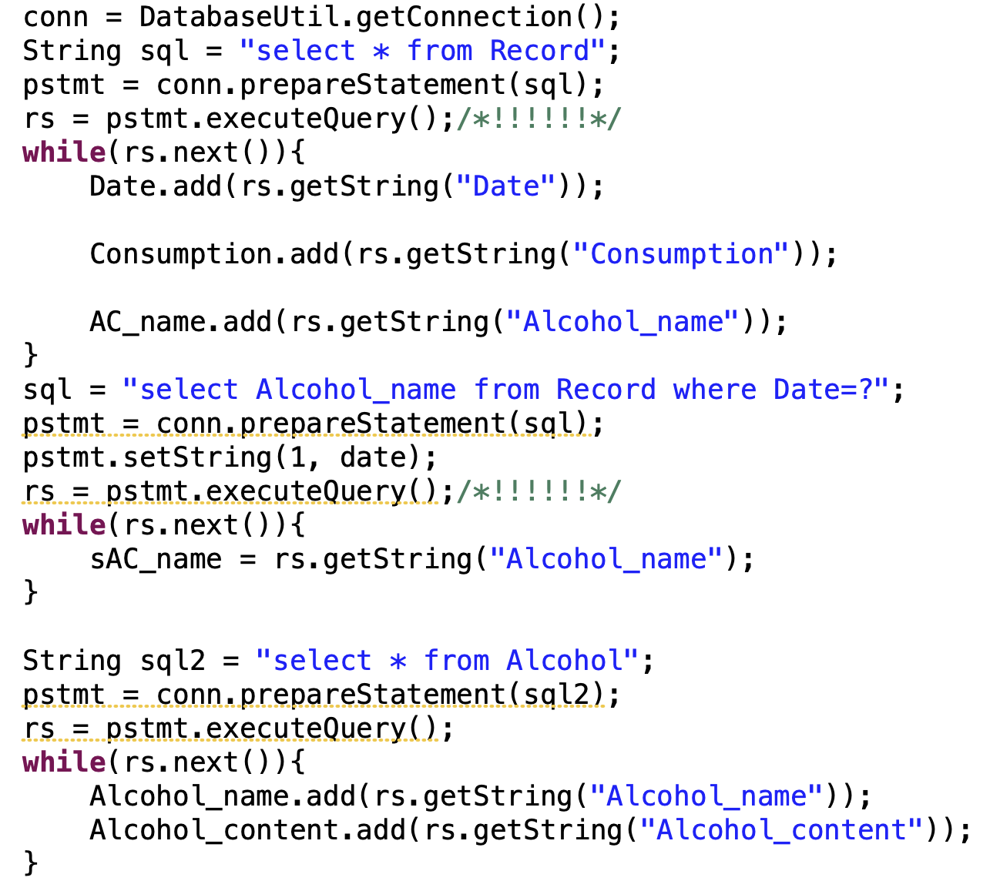 conn = DatabaseUtil.getConnection();
String sql = "select * from Record";
pstmt = conn.prepareStatement(sql);
rs = pstmt.executeQuery();/*!!!!!!*/
while(rs.next()){
    Date.add(rs.getString("Date"));
    Consumption.add(rs.getString("Consumption"));
    AC_name.add(rs.getString("Alcohol_name"));
}
sql = "select Alcohol_name from Record where Date=?";
pstmt = conn.prepareStatement(sql);
pstmt.setString(1, date);
rs = pstmt.executeQuery();/*!!!!!!*/
while(rs.next()){
    sAC_name = rs.getString("Alcohol_name");
}
String sql2 = "select * from Alcohol";
pstmt = conn.prepareStatement(sql2);
rs = pstmt.executeQuery();
while(rs.next()){
    Alcohol_name.add(rs.getString("Alcohol_name"));
    Alcohol_content.add(rs.getString("Alcohol_content"));
}